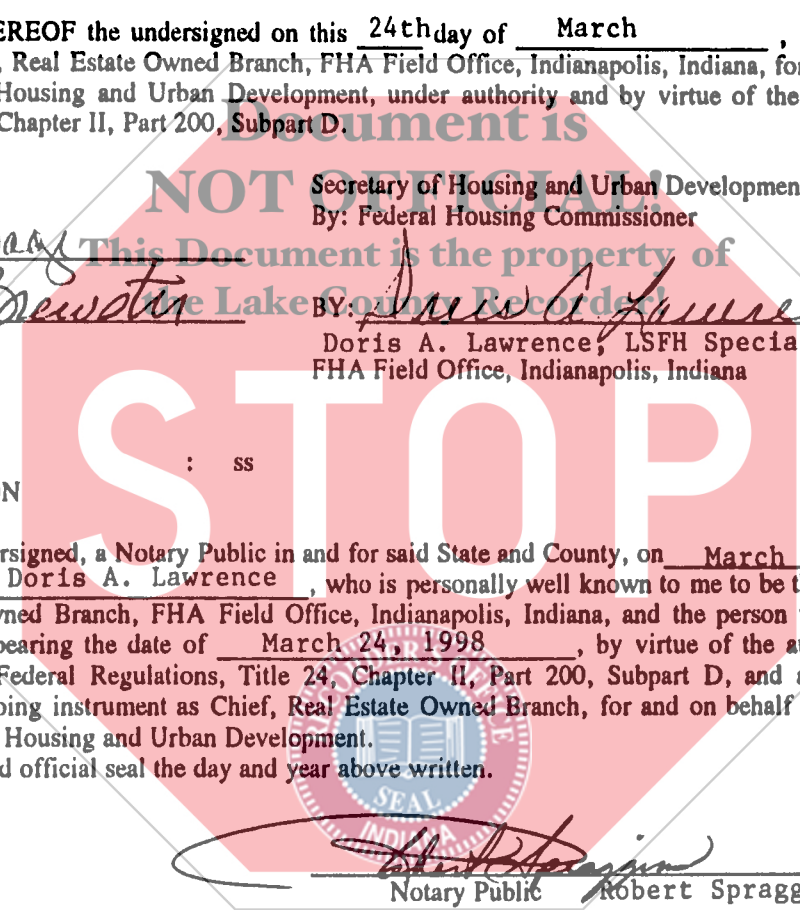 EREOF the undersigned on this 24th day of March ,
, Real Estate Owned Branch, FHA Field Office, Indianapolis, Indiana, for
Housing and Urban Development, under authority and by virtue of the
Chapter II, Part 200, Subpart D.
Document is
NOT OFFICIAL!
Secretary of Housing and Urban Development
By: Federal Housing Commissioner
This Document is the property of
the Lake County Recorder!
Brewster
BY: Doris A. Lawre
Doris A. Lawrence, LSFH Specia
FHA Field Office, Indianapolis, Indiana
STOP
: ss
N
rsigned, a Notary Public in and for said State and County, on March
Doris A. Lawrence , who is personally well known to me to be t
ned Branch, FHA Field Office, Indianapolis, Indiana, and the person
bearing the date of March 24, 1998 , by virtue of the a
Federal Regulations, Title 24, Chapter II, Part 200, Subpart D, and a
oing instrument as Chief, Real Estate Owned Branch, for and on behalf
Housing and Urban Development.
d official seal the day and year above written.
SEAL
INDIANA
Notary Public Robert Spragg